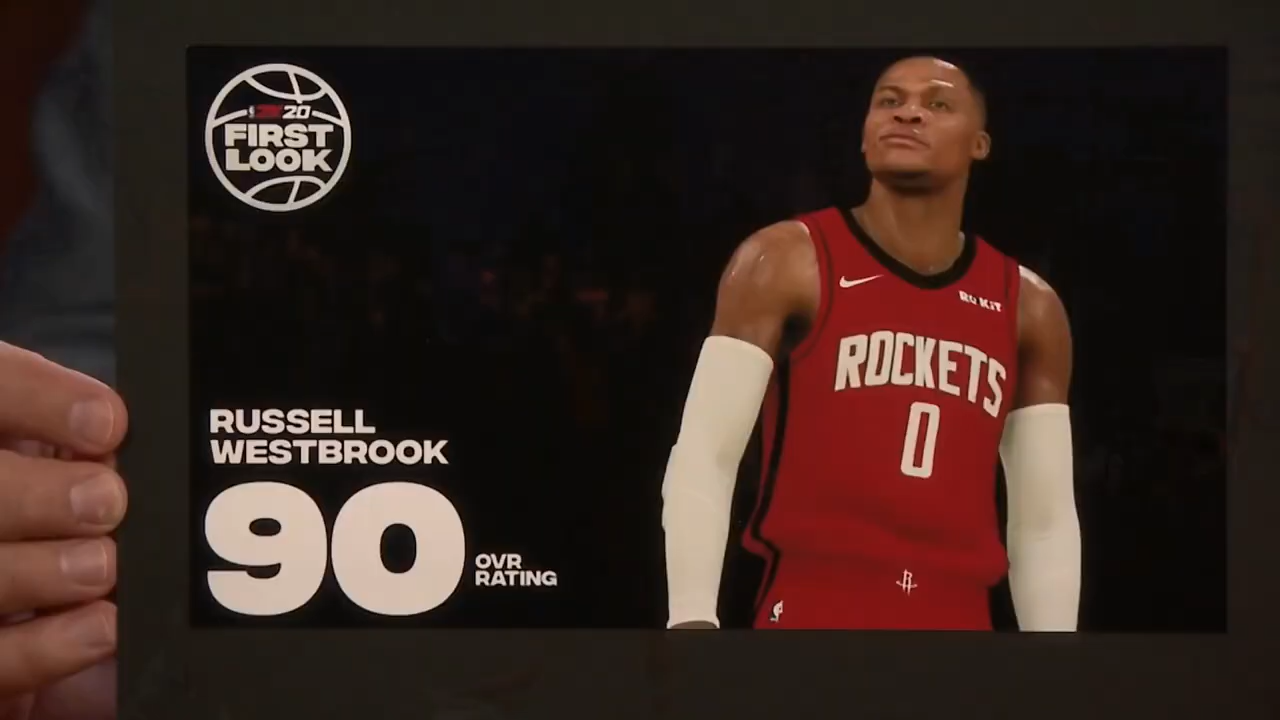 2K20
FIRST
LOOK
RUSSELL
WESTBROOK
90
OVR
RATING
ROKiT
ROCKETS
0
R